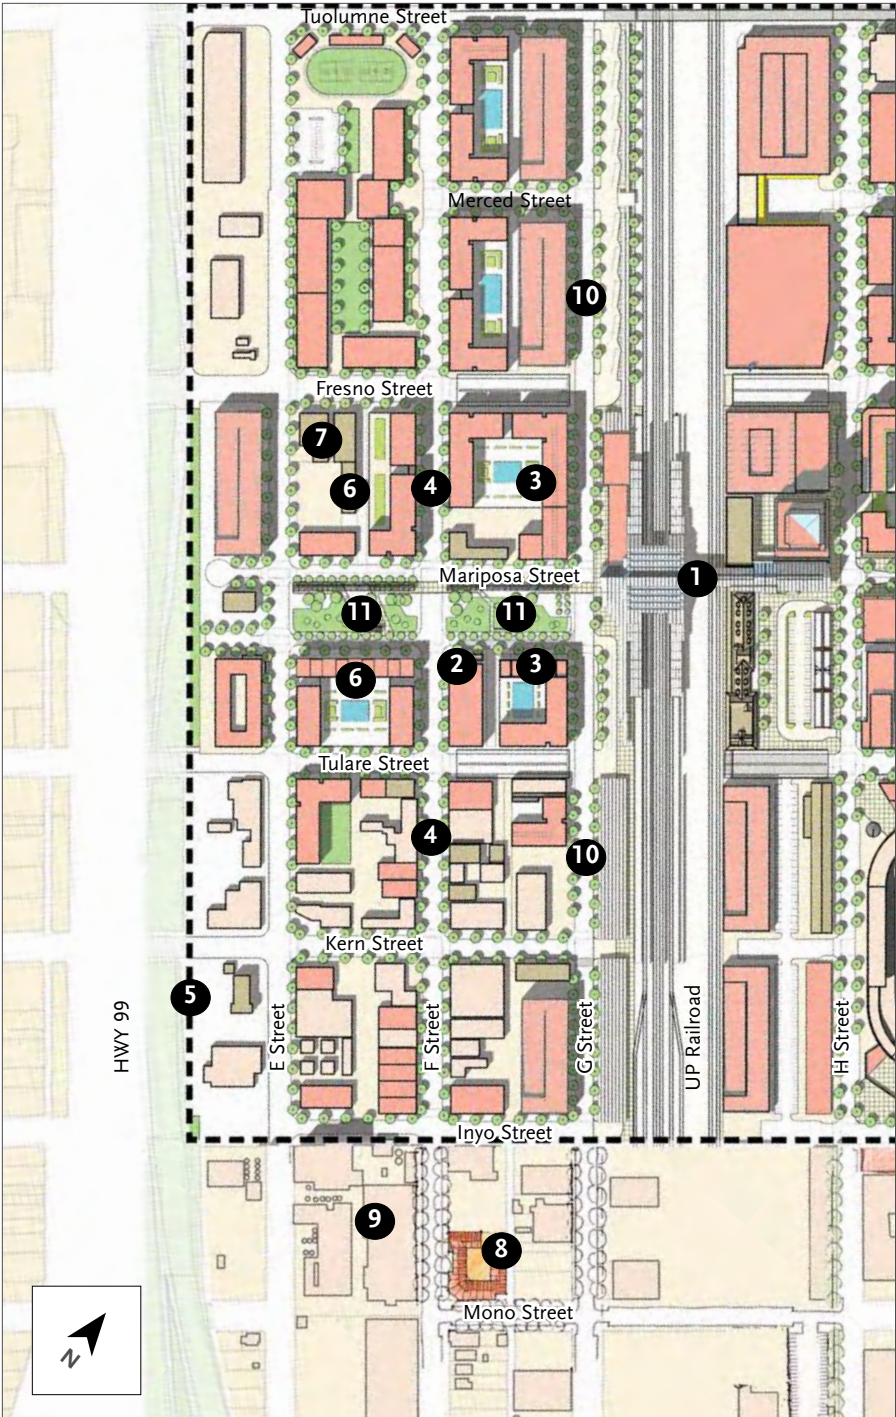 Tuolumne Street
Merced Street
10
Fresno Street
7
6
4
3
Mariposa Street
1
11
11
6
2
3
Tulare Street
4
10
Kern Street
5
HWY 99
E Street
F Street
G Street
UP Railroad
H Street
Inyo Street
9
8
Mono Street
N